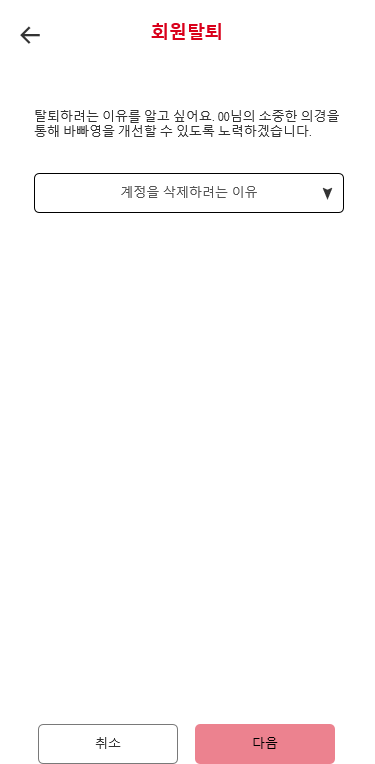 회원탈퇴
탈퇴하려는 이유를 알고 싶어요. 00님의 소중한 의경을
통해 바빠영을 개선할 수 있도록 노력하겠습니다.
계정을 삭제하려는 이유
취소
다음